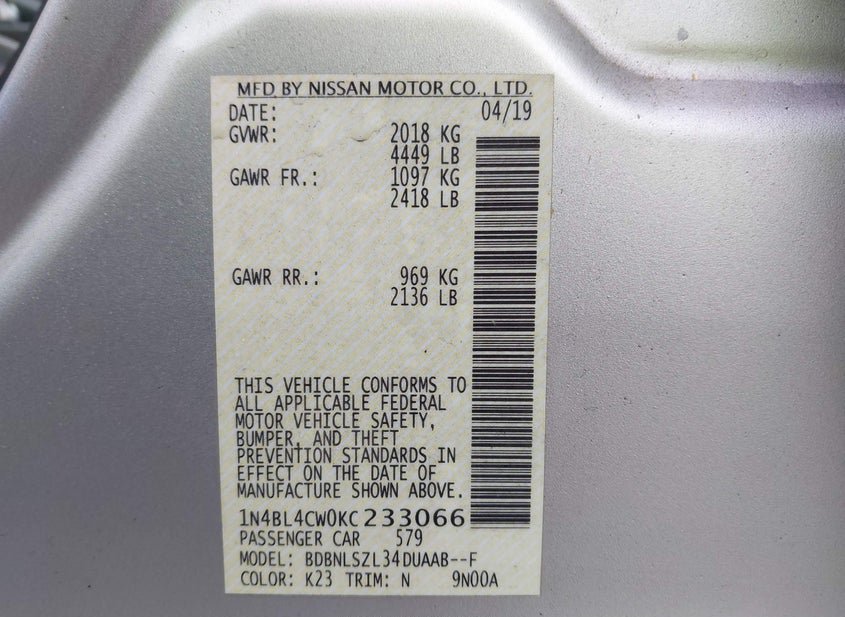 MFD BY NISSAN MOTOR CO., LTD.
DATE: 04/19
GVWR: 2018 KG
4449 LB
GAWR FR.: 1097 KG
2418 LB
GAWR RR.: 969 KG
2136 LB
THIS VEHICLE CONFORMS TO
ALL APPLICABLE FEDERAL
MOTOR VEHICLE SAFETY,
BUMPER, AND THEFT
PREVENTION STANDARDS IN
EFFECT ON THE DATE OF
MANUFACTURE SHOWN ABOVE.
1N4BL4CW0KC233066
PASSENGER CAR 579
MODEL: BDBNLSZL34DUAAB--F
COLOR: K23 TRIM: N 9N00A